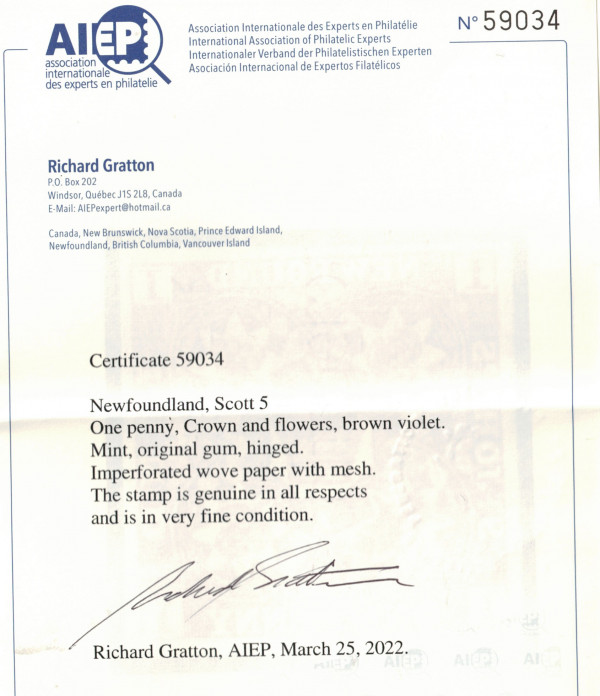 AIEP
association
internationale
des experts en philatelie
Association Internationale des Experts en Philatélie
International Association of Philatelic Experts
Internationaler Verband der Philatelistischen Experten
Asociación Internacional de Expertos Filatélicos
N° 59034
Richard Gratton
P.O. Box 202
Windsor, Québec J1S 2L8, Canada
E-Mail: AIEPexpert@hotmail.ca
Canada, New Brunswick, Nova Scotia, Prince Edward Island,
Newfoundland, British Columbia, Vancouver Island
Certificate 59034
Newfoundland, Scott 5
One penny, Crown and flowers, brown violet.
Mint, original gum, hinged.
Imperforated wove paper with mesh.
The stamp is genuine in all respects
and is in very fine condition.
Richard Gratton
Richard Gratton, AIEP, March 25, 2022.